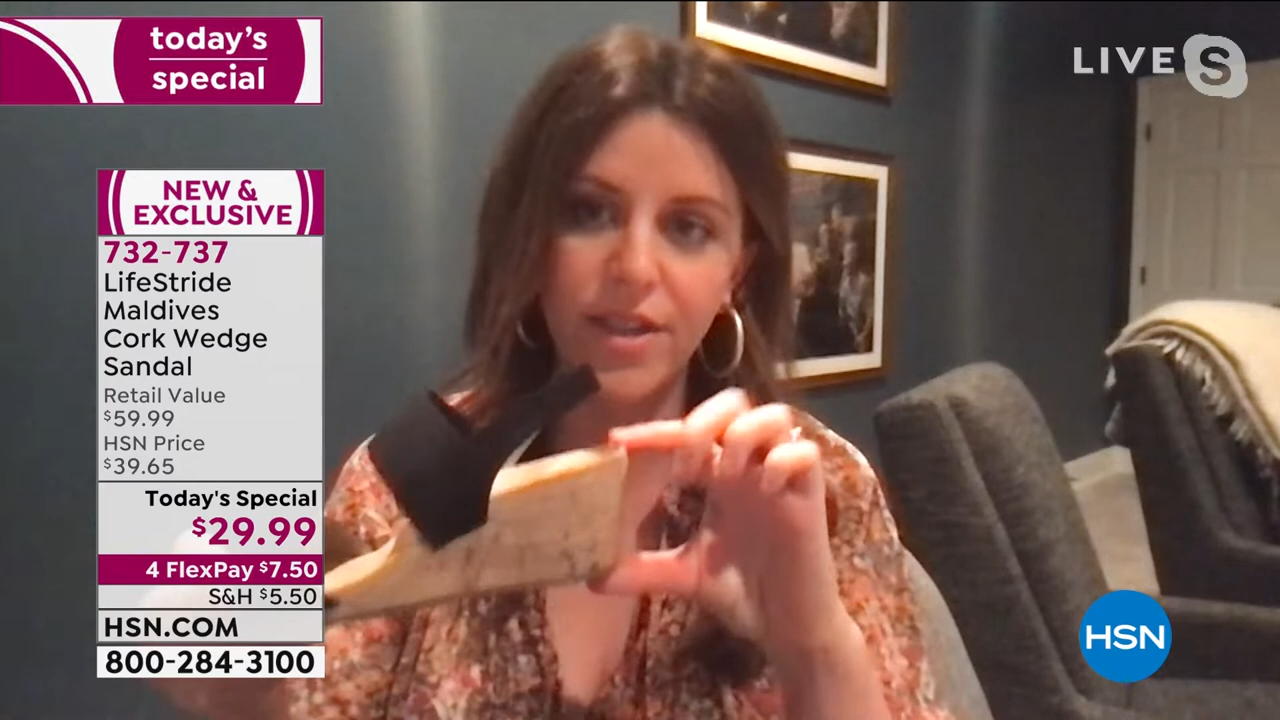 today's
special
LIVE S
NEW &
EXCLUSIVE
732-737
LifeStride
Maldives
Cork Wedge
Sandal
Retail Value
$59.99
HSN Price
$39.65
Today's Special
$29.99
4 FlexPay $7.50
S&H $5.50
HSN.COM
800-284-3100
HSN